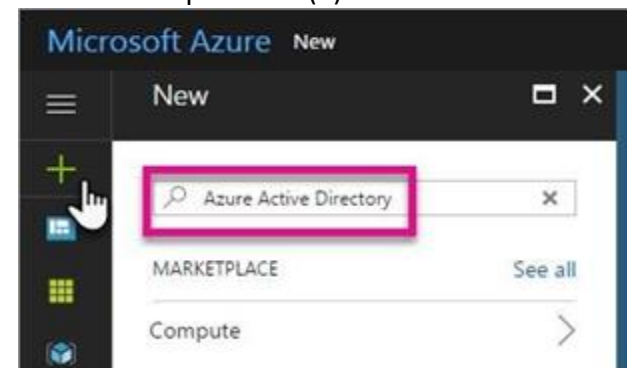 Microsoft Azure New
New
Azure Active Directory
MARKETPLACE See all
Compute